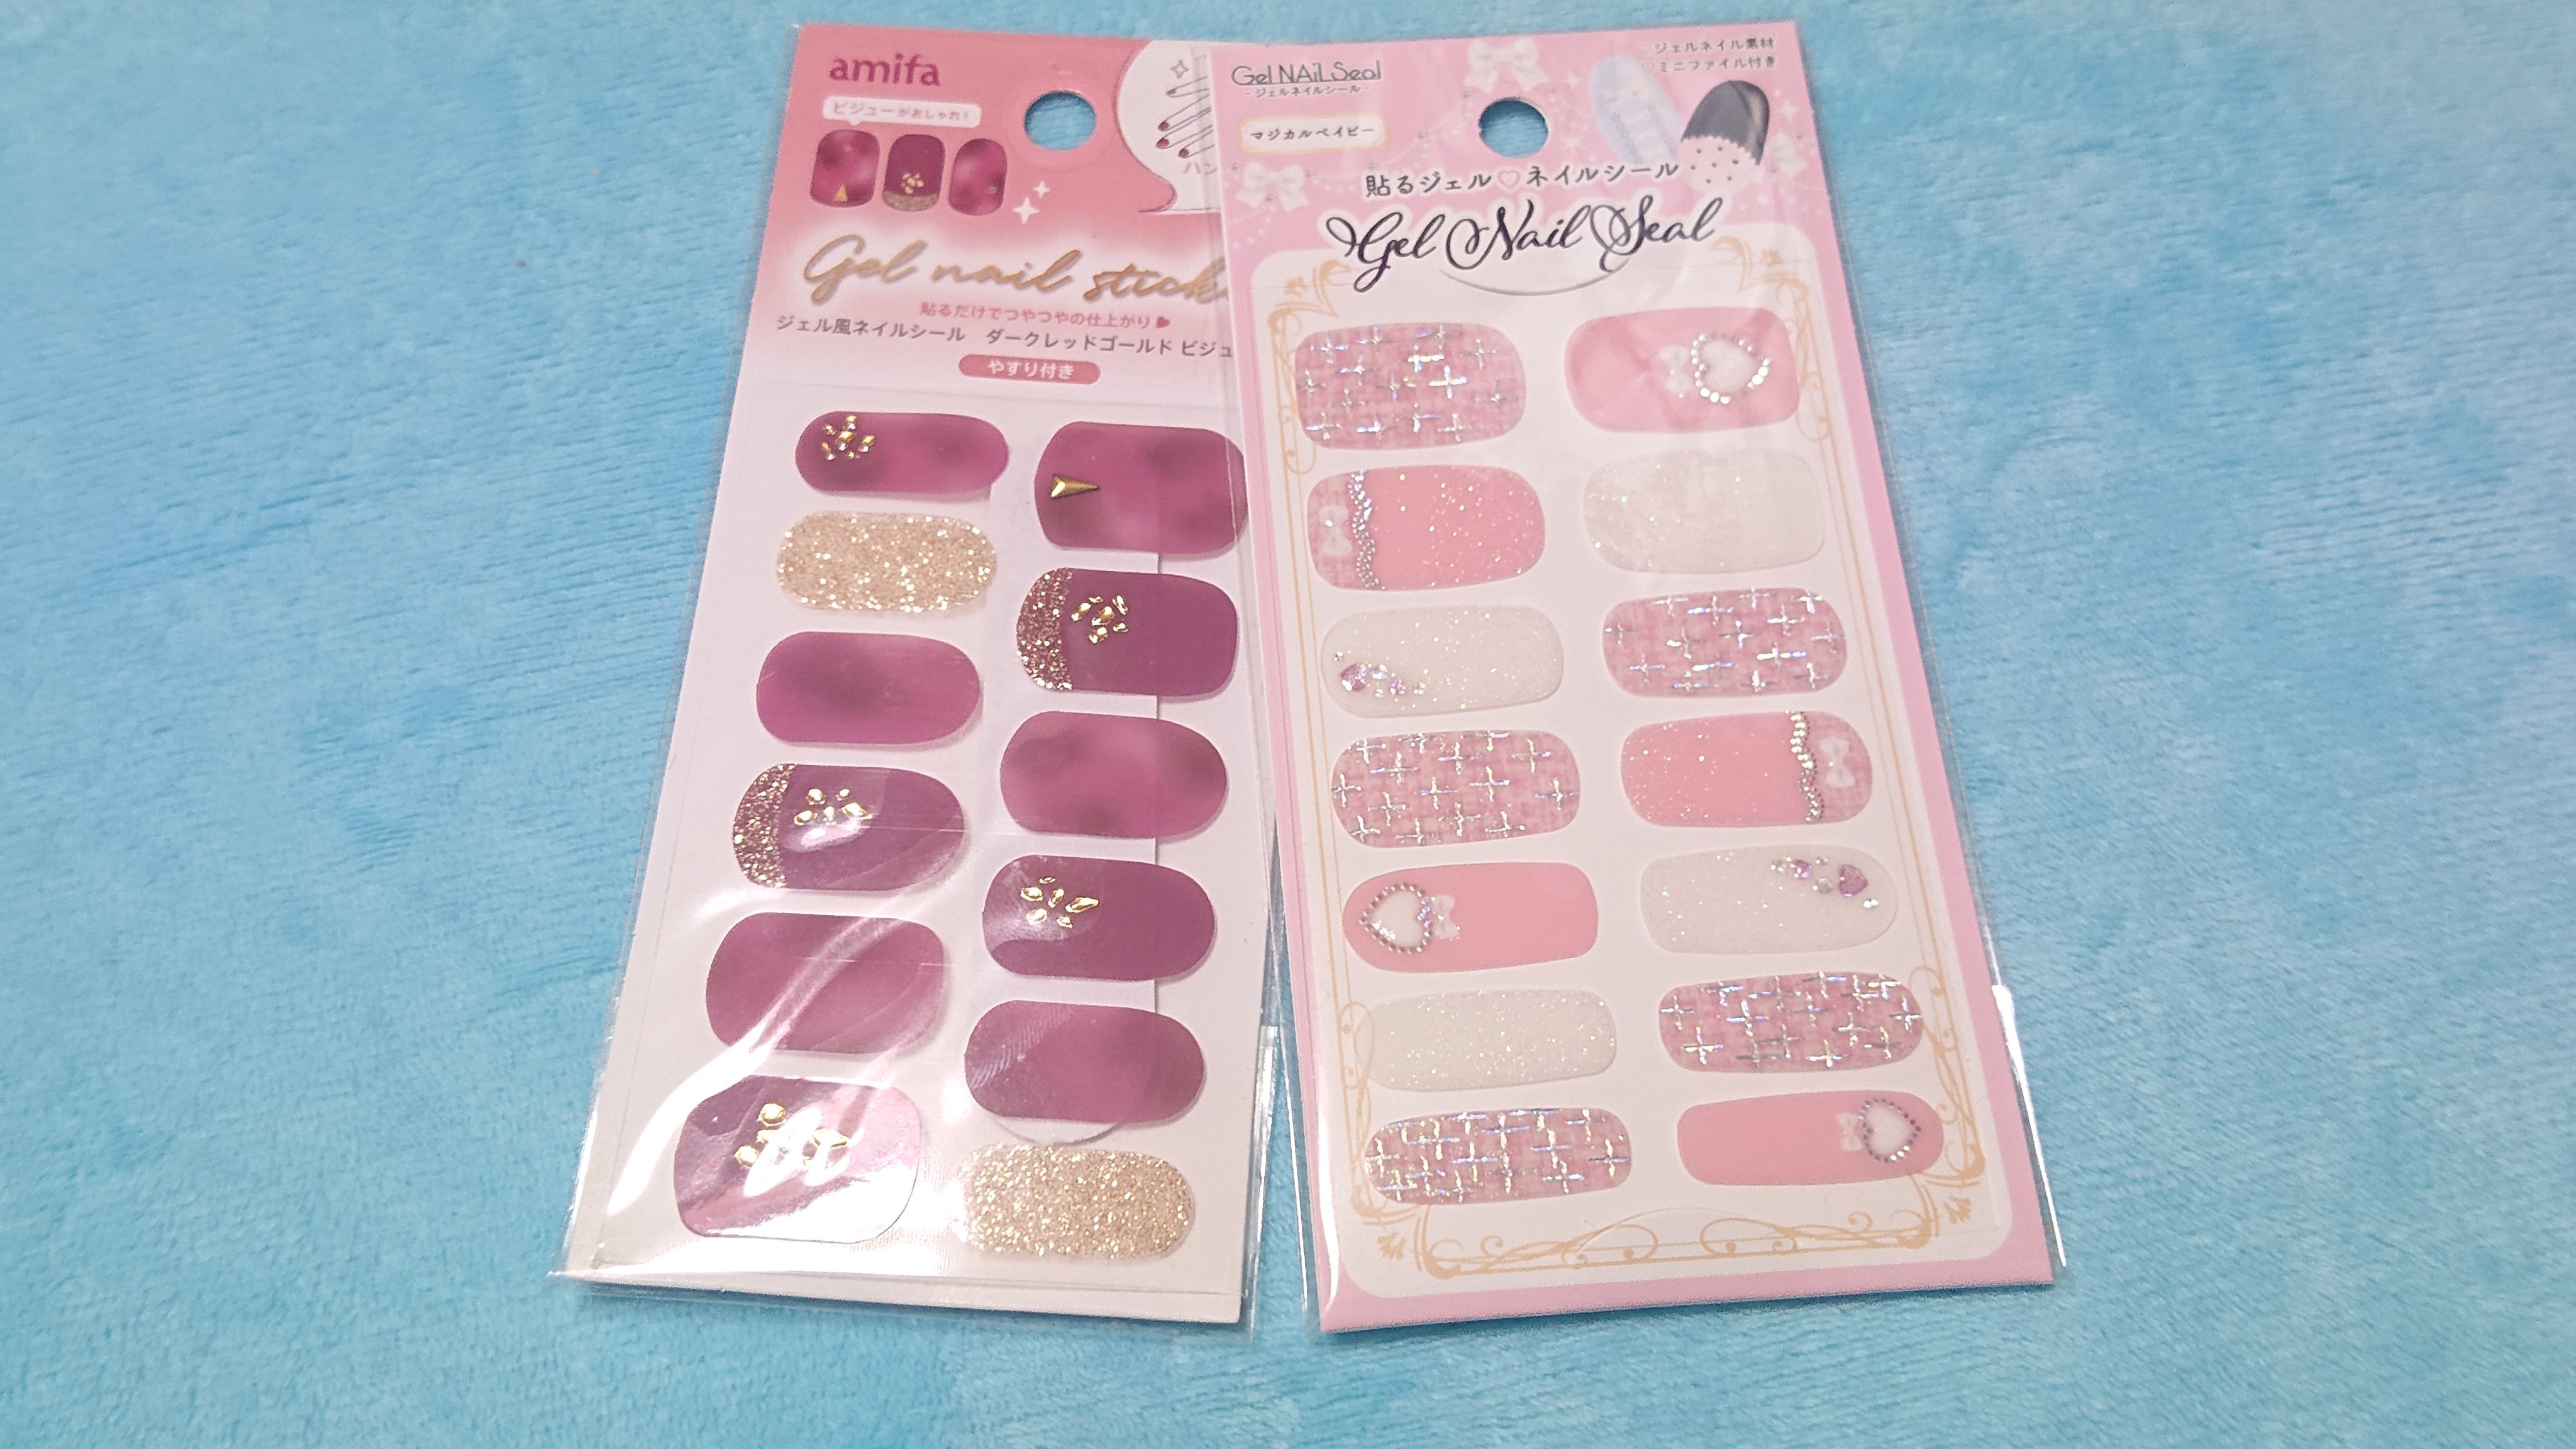 amifa
ビジューがおしゃれ!
ハン
Gel nail stick
貼るだけでつやつやの仕上がり
ジェル風ネイルシール ダークレッドゴールド ビジュ
やすり付き
Gel NAiL Seal
-ジェルネイルシール-
マジカルベイビー
ジェルネイル素材
ミニファイル付き
貼るジェル♡ネイルシール
Gel Nail Seal